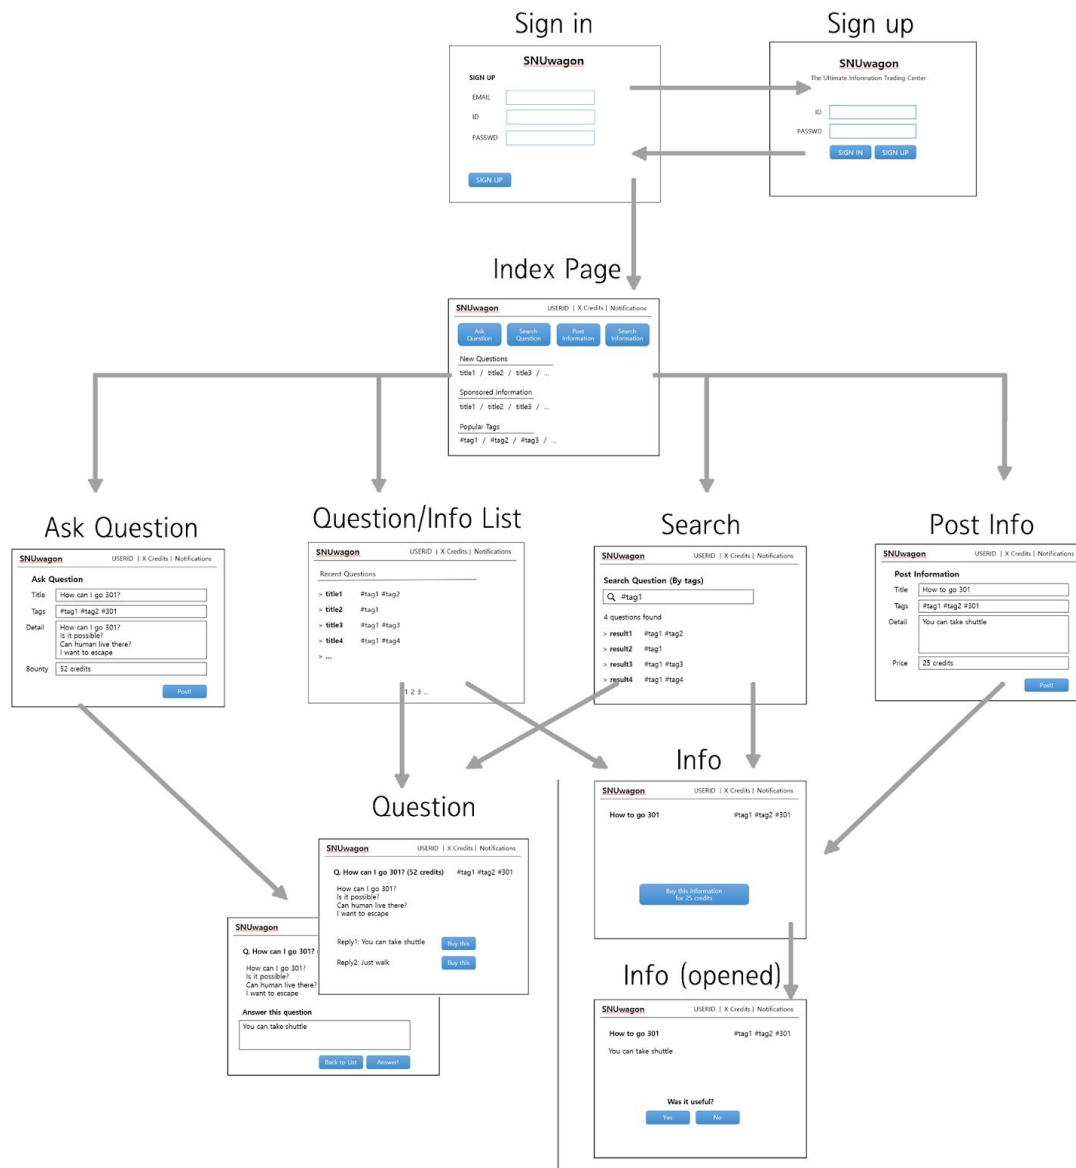 Sign in
SNUwagon
SIGN UP
EMAIL
ID
PASSWD
SIGN UP
Sign up
SNUwagon
The Ultimate Information Trading Center
ID
PASSWD
SIGN IN SIGN UP
Index Page
SNUwagon USERID | X Credits | Notifications
Ask Question
Search Question
Post Information
Search Information
New Questions
title1 / title2 / title3 / ...
Sponsored Information
title1 / title2 / title3 / ...
Popular Tags
#tag1 / #tag2 / #tag3 / ...
Ask Question
SNUwagon USERID | X Credits | Notifications
Ask Question
Title How can I go 301?
Tags #tag1 #tag2 #301
Detail How can I go 301?
Is it possible?
Can human live there?
I want to escape
Bounty 52 credits
Post!
Question/Info List
SNUwagon USERID | X Credits | Notifications
Recent Questions
> title1 #tag1 #tag2
> title2 #tag1
> title3 #tag1 #tag3
> title4 #tag1 #tag4
> ...
1 2 3 ...
Search
SNUwagon USERID | X Credits | Notifications
Search Question (By tags)
#tag1
4 questions found
> result1 #tag1 #tag2
> result2 #tag1
> result3 #tag1 #tag3
> result4 #tag1 #tag4
Post Info
SNUwagon USERID | X Credits | Notifications
Post Information
Title How to go 301
Tags #tag1 #tag2 #301
Detail You can take shuttle
Price 25 credits
Post!
Question
SNUwagon USERID | X Credits | Notifications
Q. How can I go 301? (52 credits) #tag1 #tag2 #301
How can I go 301?
Is it possible?
Can human live there?
I want to escape
Reply1: You can take shuttle Buy this
Reply2: Just walk Buy this
SNUwagon
Q. How can I go 301? (
How can I go 301?
Is it possible?
Can human live there?
I want to escape
Answer this question
You can take shuttle
Back to List Answer!
Info
SNUwagon USERID | X Credits | Notifications
How to go 301 #tag1 #tag2 #301
Buy this information
for 25 credits
Info (opened)
SNUwagon USERID | X Credits | Notifications
How to go 301 #tag1 #tag2 #301
You can take shuttle
Was it useful?
Yes No